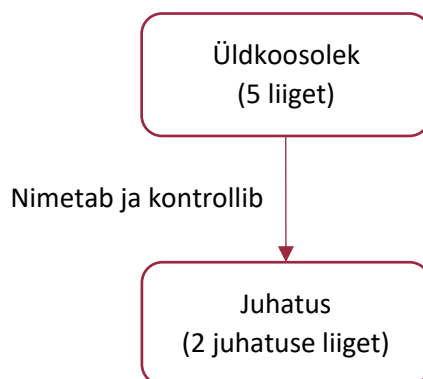 Üldkoosolek
(5 liiget)
Nimetab ja kontrollib
Juhatus
(2 juhatuse liiget)